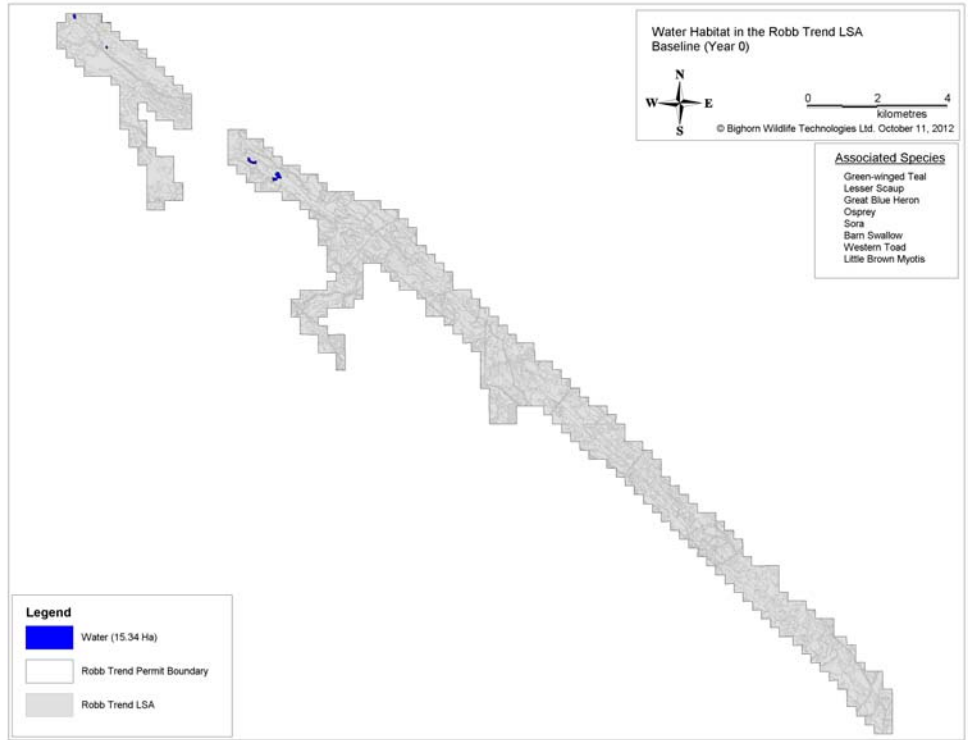 Water Habitat in the Robb Trend LSA
Baseline (Year 0)
N
W E
S
0 2 4
kilometres
© Bighorn Wildlife Technologies Ltd. October 11, 2012
Associated Species
Green-winged Teal
Lesser Scaup
Great Blue Heron
Osprey
Sora
Barn Swallow
Western Toad
Little Brown Myotis
Legend
Water (15.34 Ha)
Robb Trend Permit Boundary
Robb Trend LSA